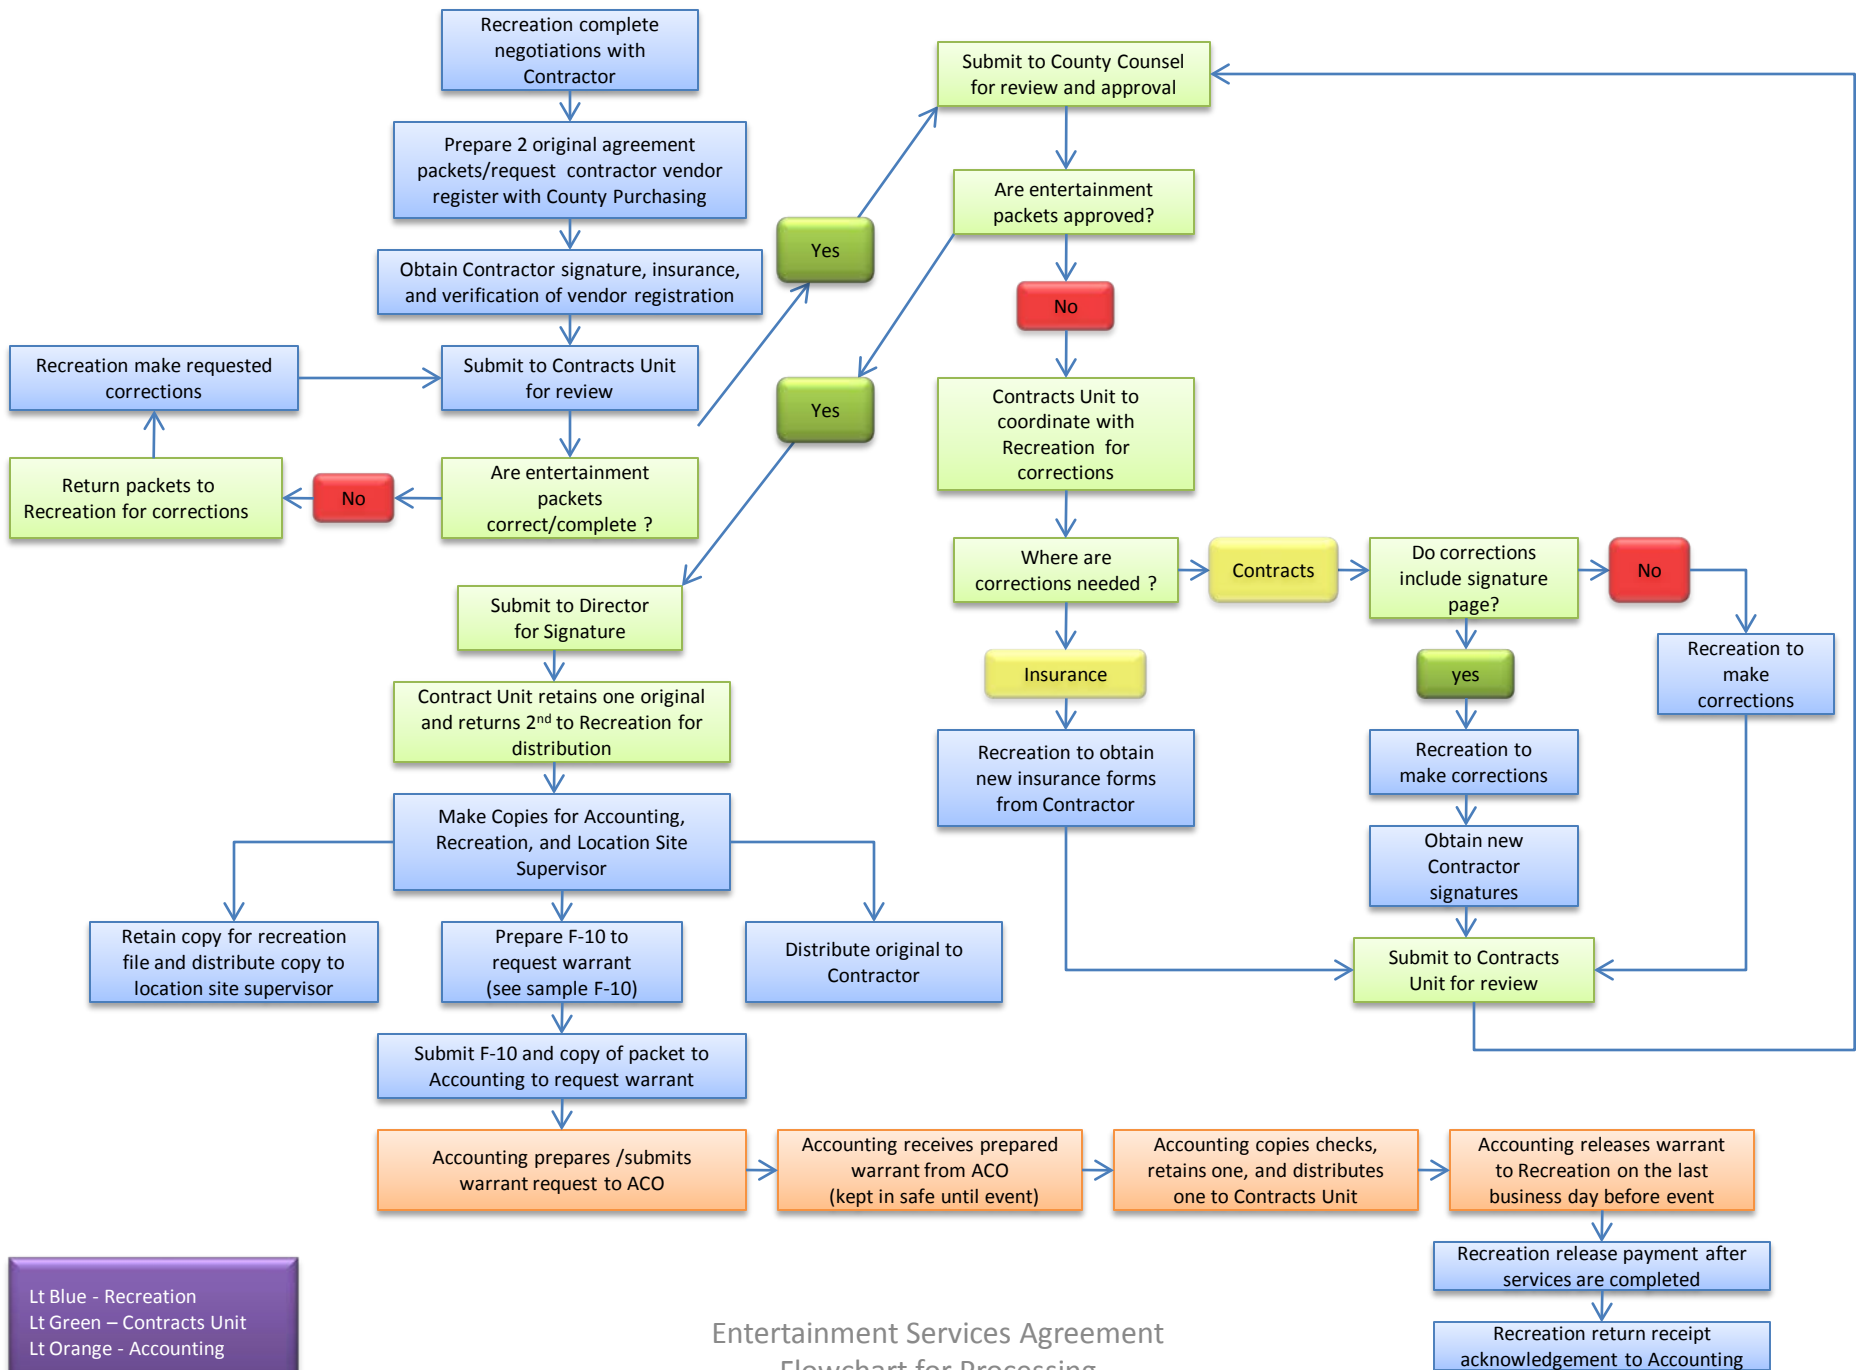 Recreation complete
negotiations with
Contractor
Prepare 2 original agreement
packets/request contractor vendor
register with County Purchasing
Obtain Contractor signature, insurance,
and verification of vendor registration
Recreation make requested
corrections
Submit to Contracts Unit
for review
Return packets to
Recreation for corrections
No
Are entertainment
packets
correct/complete ?
Yes
Submit to County Counsel
for review and approval
Are entertainment
packets approved?
Yes
No
Contracts Unit to
coordinate with
Recreation for
corrections
Where are
corrections needed ?
Contracts
Do corrections
include signature
page?
No
Recreation to
make
corrections
Insurance
yes
Recreation to obtain
new insurance forms
from Contractor
Recreation to
make corrections
Obtain new
Contractor
signatures
Submit to Contracts
Unit for review
Submit to Director
for Signature
Contract Unit retains one original
and returns 2nd to Recreation for
distribution
Make Copies for Accounting,
Recreation, and Location Site
Supervisor
Retain copy for recreation
file and distribute copy to
location site supervisor
Prepare F-10 to
request warrant
(see sample F-10)
Distribute original to
Contractor
Submit F-10 and copy of packet to
Accounting to request warrant
Accounting prepares /submits
warrant request to ACO
Accounting receives prepared
warrant from ACO
(kept in safe until event)
Accounting copies checks,
retains one, and distributes
one to Contracts Unit
Accounting releases warrant
to Recreation on the last
business day before event
Recreation release payment after
services are completed
Recreation return receipt
acknowledgement to Accounting
Lt Blue - Recreation
Lt Green – Contracts Unit
Lt Orange - Accounting
Entertainment Services Agreement
Flowchart for Processing